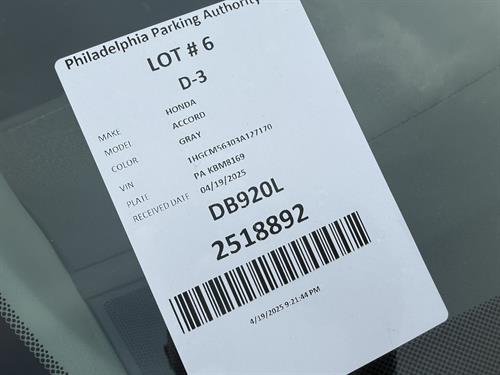 Philadelphia Parking Authority
LOT # 6
D-3
MAKE HONDA
MODEL ACCORD
COLOR GRAY
VIN 1HGCM56303A127170
PLATE PA KBM8169
RECEIVED DATE 04/19/2025
DB920L
2518892
4/19/2025 9:21:44 PM